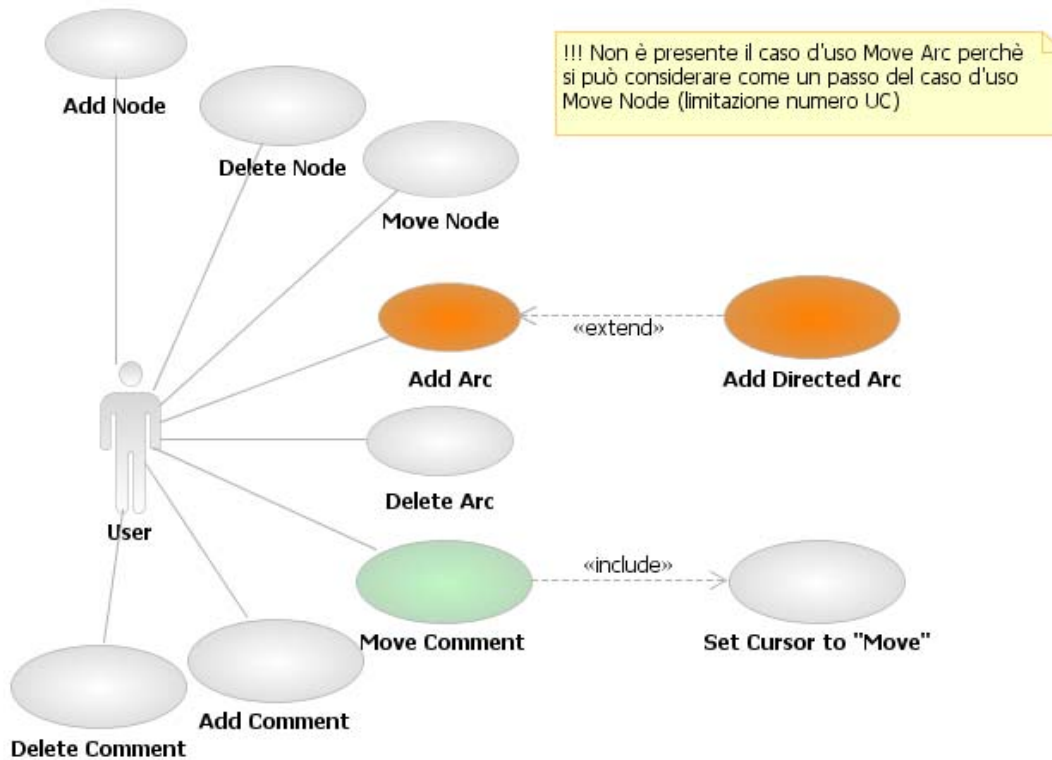 !!! Non è presente il caso d'uso Move Arc perchè
si può considerare come un passo del caso d'uso
Move Node (limitazione numero UC)
Add Node
Delete Node
Move Node
«extend»
Add Arc
Add Directed Arc
Delete Arc
User
«include»
Move Comment
Set Cursor to "Move"
Add Comment
Delete Comment